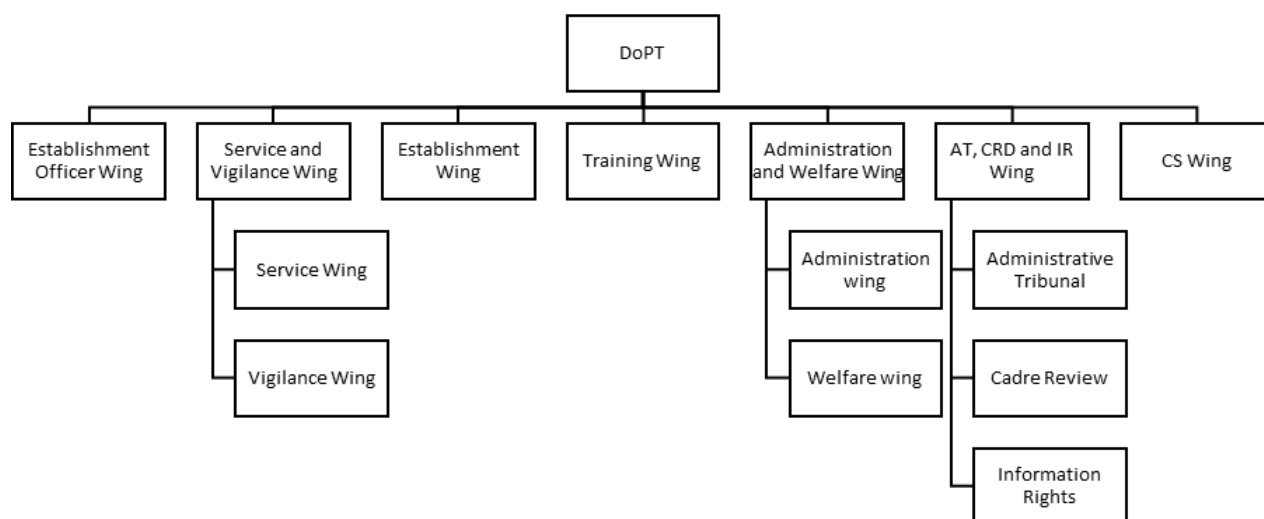 DoPT
Establishment
Officer Wing
Service and
Vigilance Wing
Establishment
Wing
Training Wing
Administration
and Welfare Wing
AT, CRD and IR
Wing
CS Wing
Service Wing
Vigilance Wing
Administration
wing
Welfare wing
Administrative
Tribunal
Cadre Review
Information
Rights